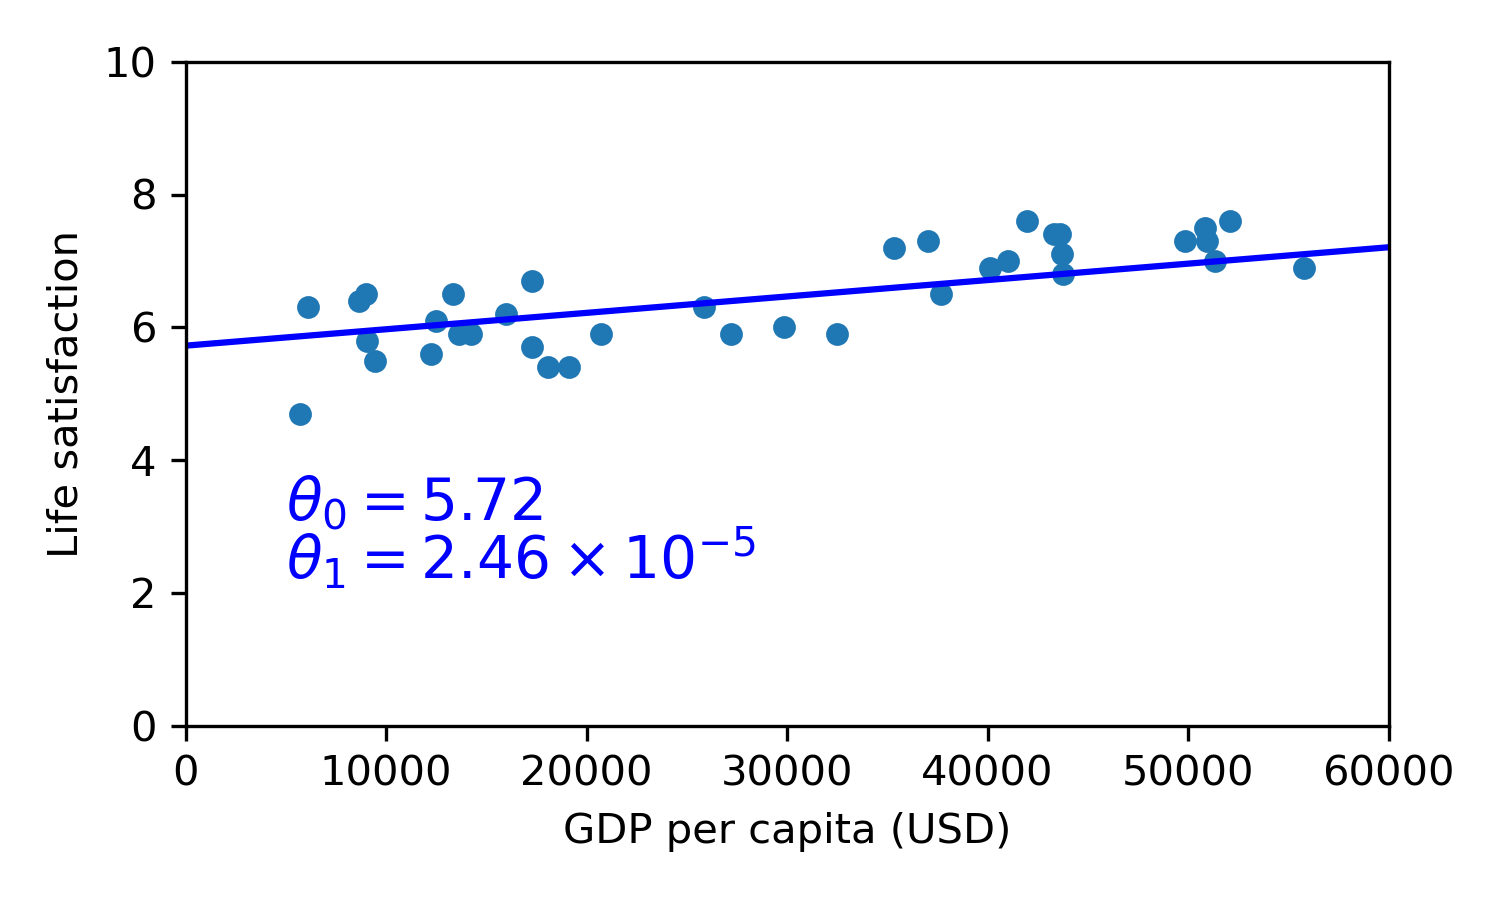 10
8
6
4
2
0
Life satisfaction
θ₀ = 5.72
θ₁ = 2.46 × 10⁻⁵
0 10000 20000 30000 40000 50000 60000
GDP per capita (USD)